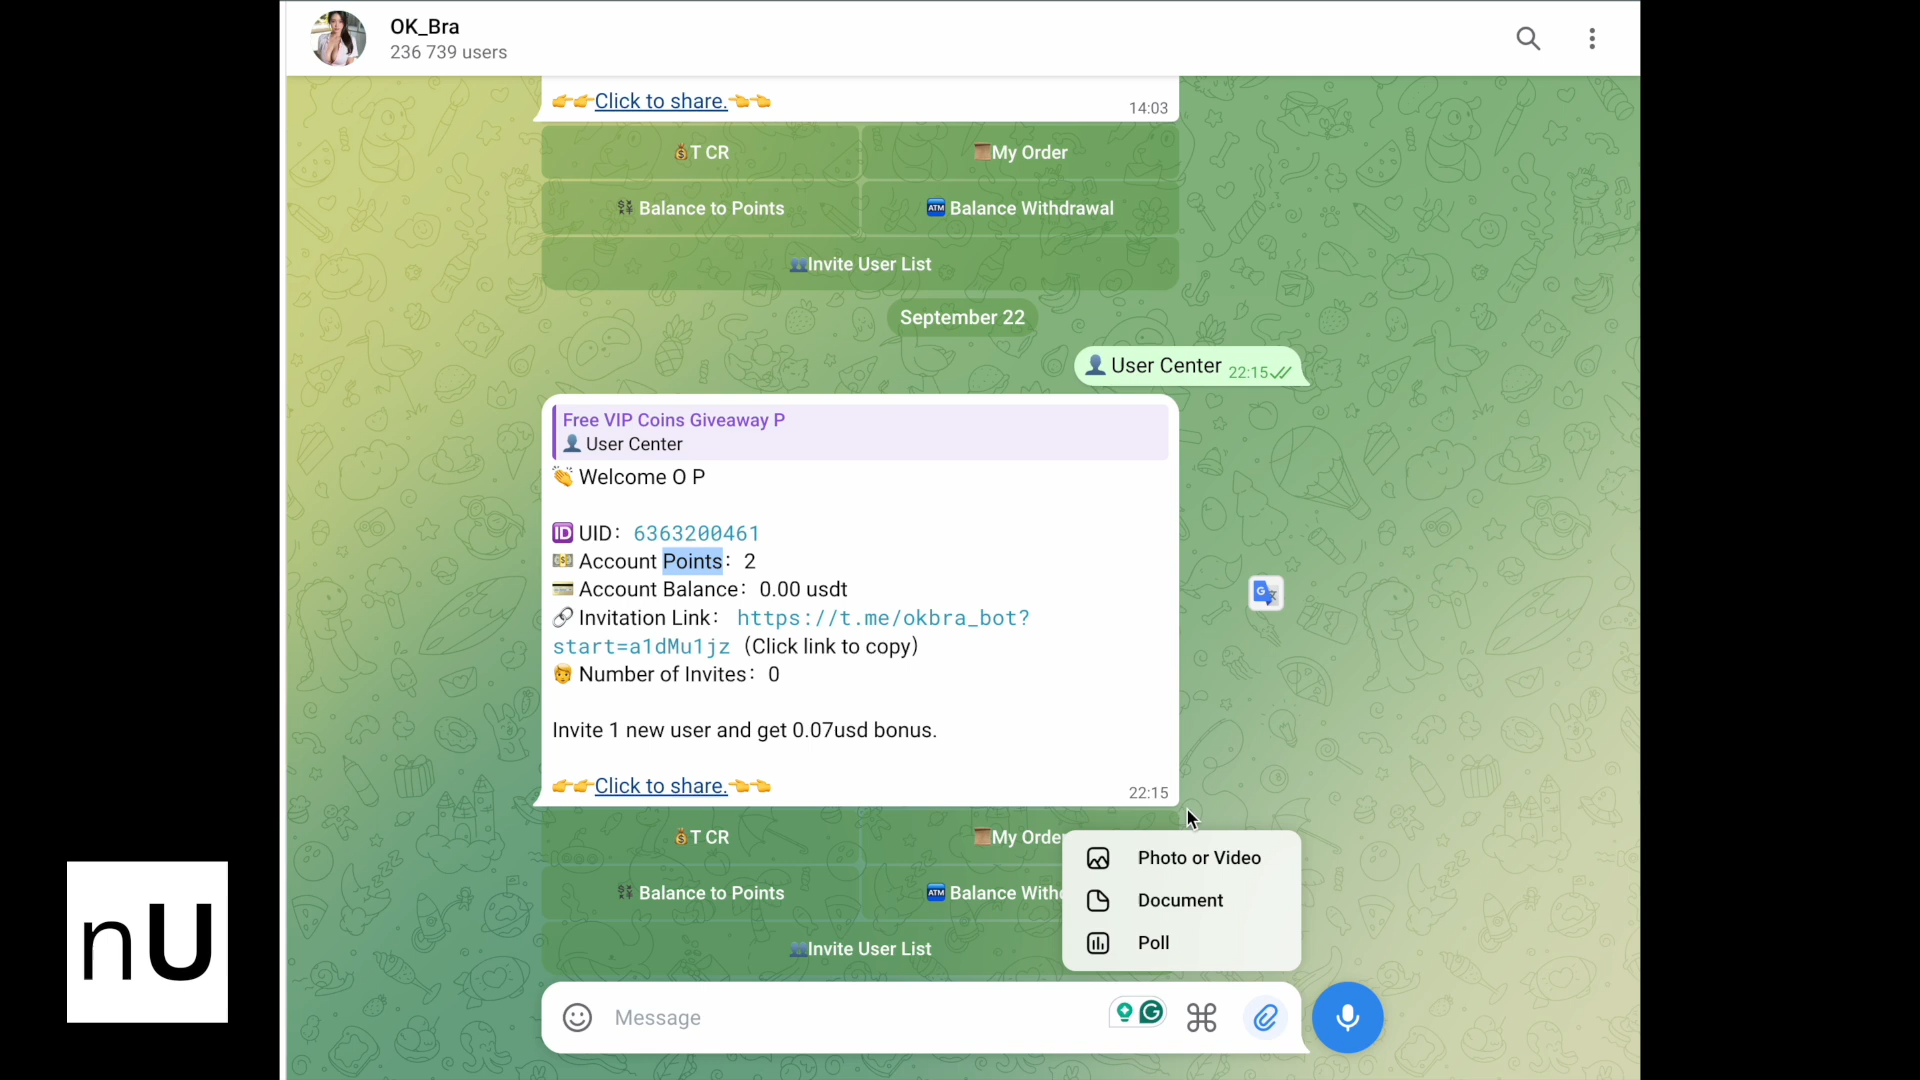 OK_Bra
236 739 users
👉👉Click to share.👈👈
14:03
💰T CR
My Order
💱 Balance to Points
🏧 Balance Withdrawal
👥Invite User List
September 22
👤 User Center 22:15
Free VIP Coins Giveaway P
👤 User Center
👏 Welcome O P
🆔 UID： 6363200461
💵 Account Points：2
💳 Account Balance：0.00 usdt
🔗 Invitation Link： https://t.me/okbra_bot?
start=a1dMu1jz（Click link to copy）
Number of Invites：0
Invite 1 new user and get 0.07usd bonus.
👉👉Click to share.👈👈
22:15
💰T CR
My Order
💱 Balance to Points
🏧 Balance Withd
👥Invite User List
Photo or Video
Document
Poll
Message
nU